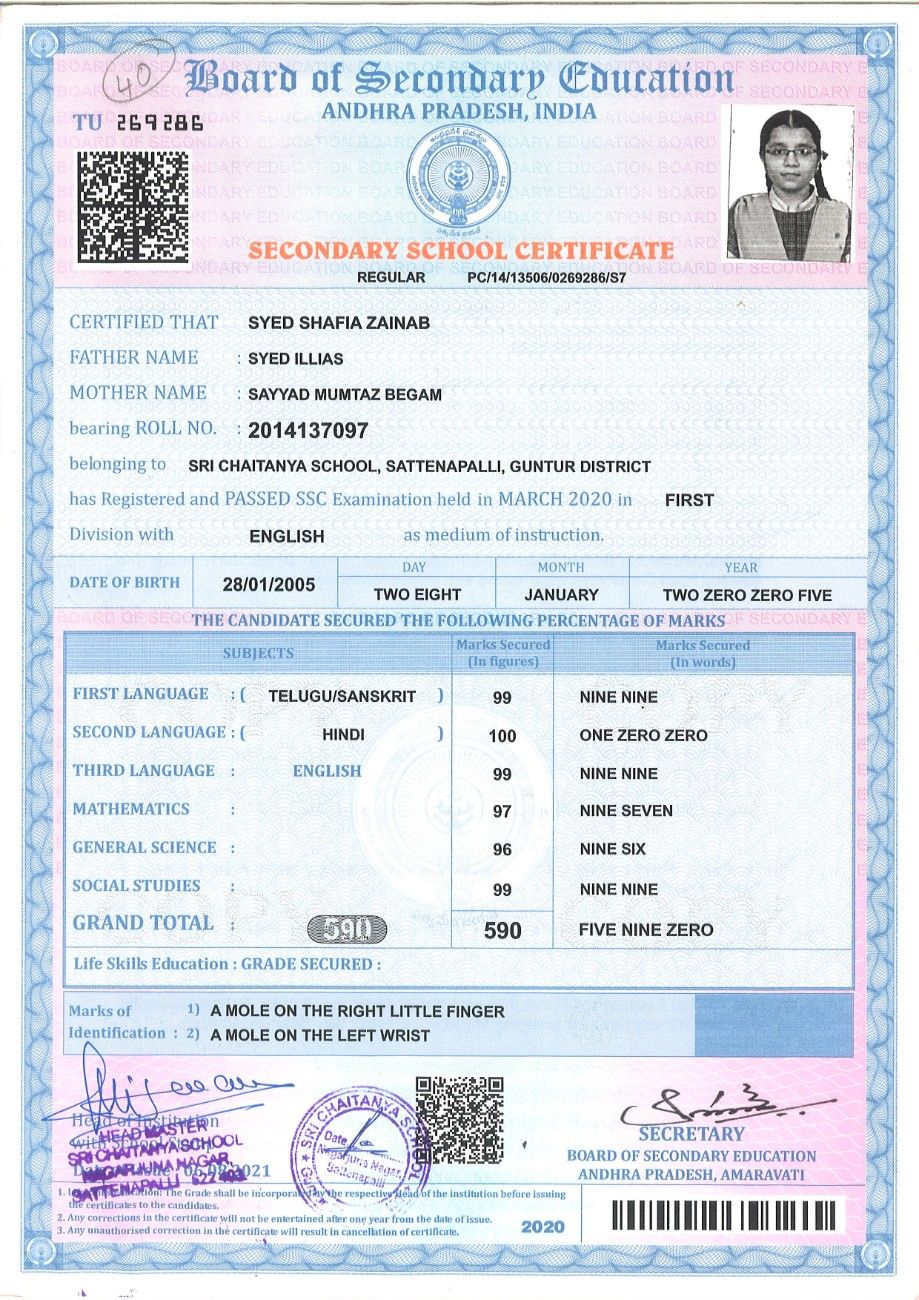 40
Board of Secondary Education
ANDHRA PRADESH, INDIA
TU 269286
SECONDARY SCHOOL CERTIFICATE
REGULAR PC/14/13506/0269286/S7
CERTIFIED THAT SYED SHAFIA ZAINAB
FATHER NAME : SYED ILLIAS
MOTHER NAME : SAYYAD MUMTAZ BEGAM
bearing ROLL NO. : 2014137097
belonging to SRI CHAITANYA SCHOOL, SATTENAPALLI, GUNTUR DISTRICT
has Registered and PASSED SSC Examination held in MARCH 2020 in FIRST
Division with ENGLISH as medium of instruction.
DATE OF BIRTH 28/01/2005 DAY MONTH YEAR
TWO EIGHT JANUARY TWO ZERO ZERO FIVE
THE CANDIDATE SECURED THE FOLLOWING PERCENTAGE OF MARKS
SUBJECTS Marks Secured (In figures) Marks Secured (In words)
FIRST LANGUAGE : ( TELUGU/SANSKRIT ) 99 NINE NINE
SECOND LANGUAGE : ( HINDI ) 100 ONE ZERO ZERO
THIRD LANGUAGE : ENGLISH 99 NINE NINE
MATHEMATICS : 97 NINE SEVEN
GENERAL SCIENCE : 96 NINE SIX
SOCIAL STUDIES : 99 NINE NINE
GRAND TOTAL : 590 590 FIVE NINE ZERO
Life Skills Education : GRADE SECURED :
Marks of 1) A MOLE ON THE RIGHT LITTLE FINGER
Identification : 2) A MOLE ON THE LEFT WRIST
Head of Institution
with School
HEAD MASTER
SRI CHAITANYA SCHOOL
NAGARJUNA NAGAR,
SATTENAPALLI
06.08.2021
SRI CHAITANYA SCHOOL
Date
Nagarjuna Nagar
Sattenapalli
SECRETARY
BOARD OF SECONDARY EDUCATION
ANDHRA PRADESH, AMARAVATI
1. The Grade shall be incorporated by the respective Head of the institution before issuing
the certificates to the candidates.
2. Any corrections in the certificate will not be entertained after one year from the date of issue.
3. Any unauthorised correction in the certificate will result in cancellation of certificate.
2020